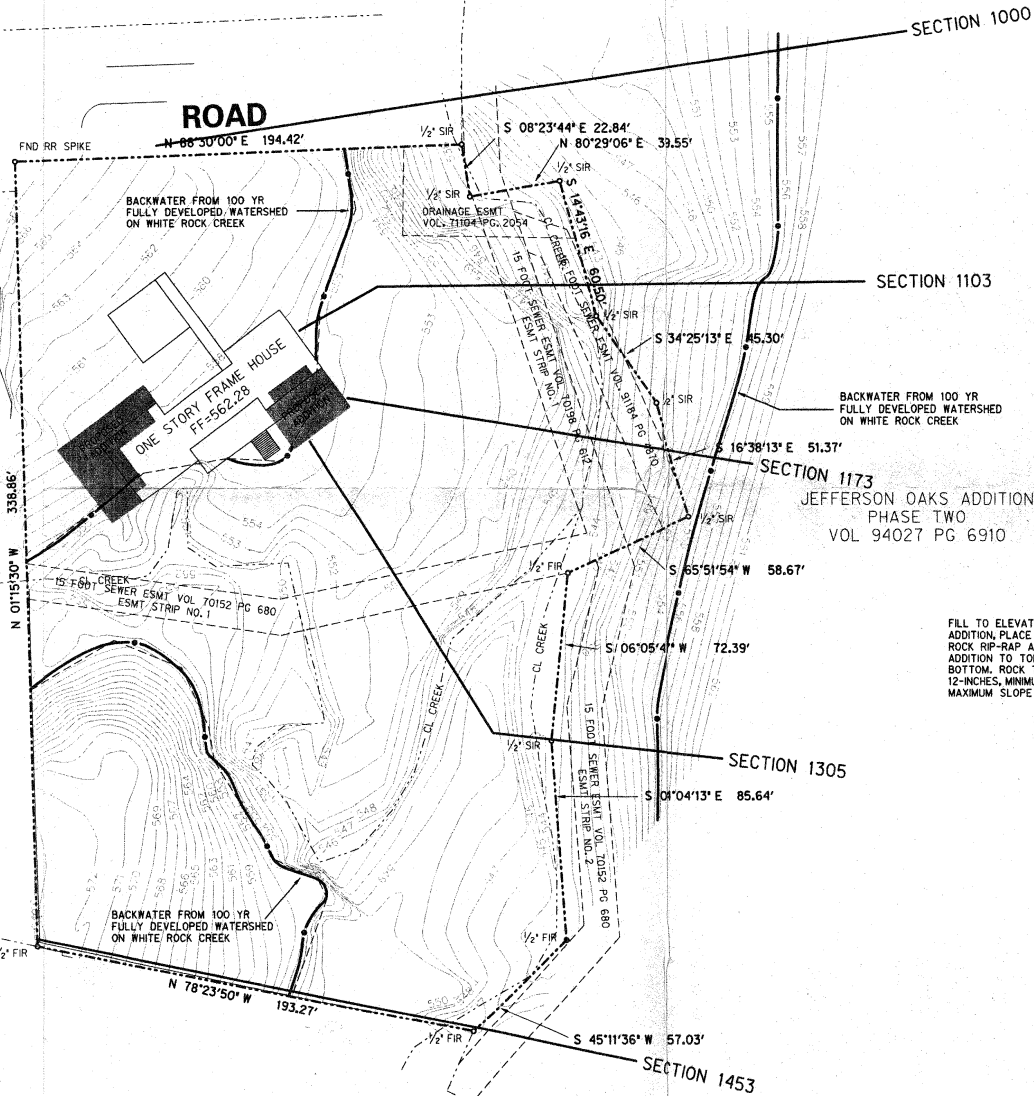 SECTION 1000
ROAD
N 88°30'00" E 194.42'
FND RR SPIKE
1/2" SIR
S 08°23'44" E 22.84'
N 80°29'06" E 39.55'
1/2" SIR
1/2" SIR
BACKWATER FROM 100 YR
FULLY DEVELOPED WATERSHED
ON WHITE ROCK CREEK
DRAINAGE ESMT
VOL. 71104 PG. 2054
S 14°43'16 E 60.50'
CL CREEK
15 FOOT SEWER ESMT VOL 70198 PG 612
ESMT STRIP NO. 1
FOOT SEWER ESMT VOL. 91184 PG
SECTION 1103
1/2" SIR
S 34°25'13" E 45.30'
1/2" SIR
BACKWATER FROM 100 YR
FULLY DEVELOPED WATERSHED
ON WHITE ROCK CREEK
ONE STORY FRAME HOUSE
FF=562.28
S 16°38'13" E 51.37'
SECTION 1173
JEFFERSON OAKS ADDITION
PHASE TWO
VOL 94027 PG 6910
1/2" SIR
338.86'
N 01°15'30" W
S 65°51'54" W 58.67'
1/2" FIR
CL CREEK
15 FOOT SEWER ESMT VOL 70152 PG 680
ESMT STRIP NO. 1
FILL TO ELEVAT
ADDITION, PLACE
ROCK RIP-RAP A
ADDITION TO TO
BOTTOM. ROCK
12-INCHES, MINIMU
MAXIMUM SLOPE
S 06°05'47" W 72.39'
CL CREEK
CL CREEK
1/2" SIR
15 FOOT SEWER ESMT VOL 70152 PG 680
ESMT STRIP NO. 2
SECTION 1305
S 01°04'13" E 85.64'
BACKWATER FROM 100 YR
FULLY DEVELOPED WATERSHED
ON WHITE ROCK CREEK
1/2" FIR
1/2" FIR
N 78°23'50" W 193.27'
1/2" FIR
S 45°11'36" W 57.03'
SECTION 1453